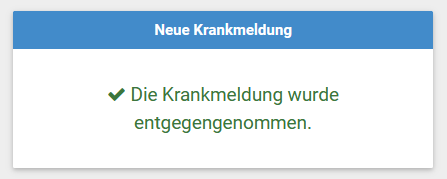 Neue Krankmeldung
Die Krankmeldung wurde
entgegengenommen.